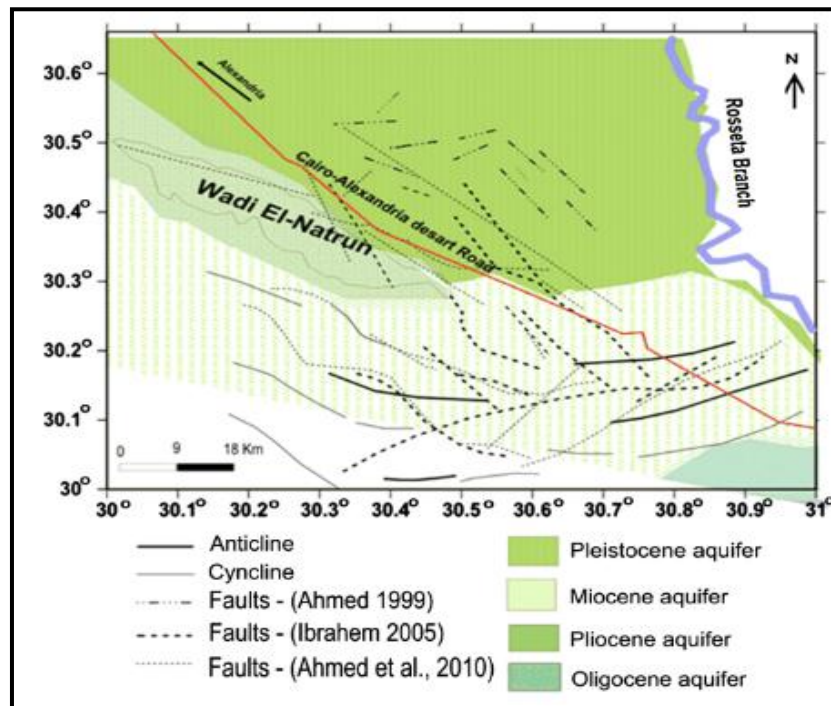 30.6°
30.5°
30.4°
30.3°
30.2°
30.1°
30°
Alexandria
N
Rosseta Branch
Cairo-Alexandria desart Road
Wadi El-Natrun
0 9 18 Km
30.° 30.1° 30.2° 30.3° 30.4° 30.5° 30.6° 30.7° 30.8° 30.9° 31°
Anticline
Cyncline
Faults - (Ahmed 1999)
Faults - (Ibrahem 2005)
Faults - (Ahmed et al., 2010)
Pleistocene aquifer
Miocene aquifer
Pliocene aquifer
Oligocene aquifer